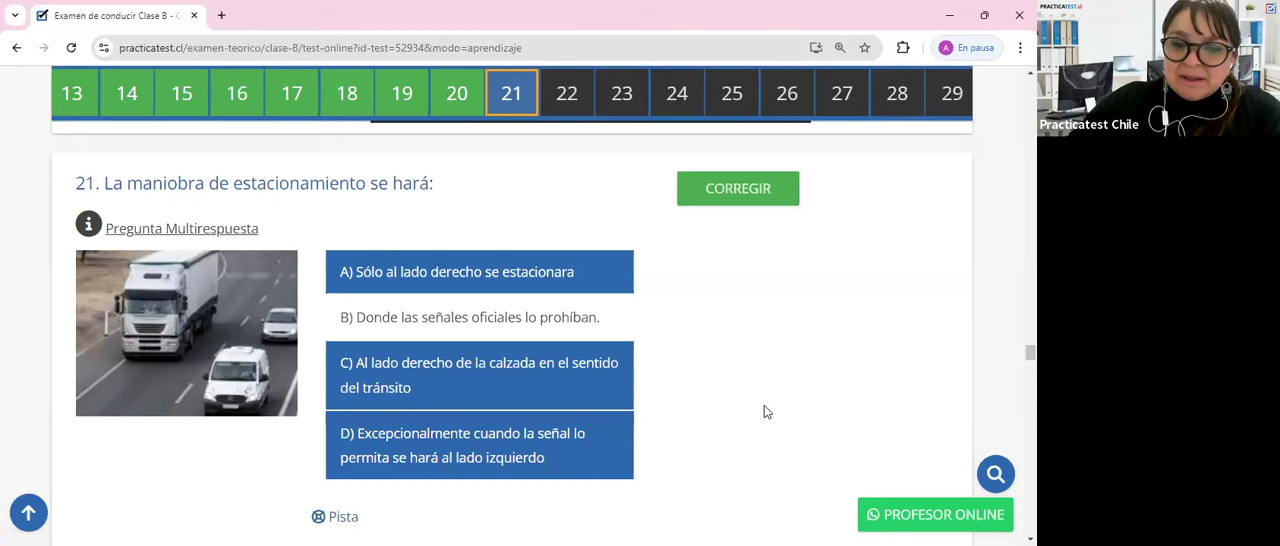 Examen de conducir Clase B - C
practicatest.cl/examen-teorico/clase-B/test-online?id-test=52934&modo=aprendizaje
A En pausa
PRACTICATEST.cl
Practicatest Chile
13 14 15 16 17 18 19 20 21 22 23 24 25 26 27 28 29
21. La maniobra de estacionamiento se hará:
CORREGIR
Pregunta Multirespuesta
A) Sólo al lado derecho se estacionara
B) Donde las señales oficiales lo prohíban.
C) Al lado derecho de la calzada en el sentido
del tránsito
D) Excepcionalmente cuando la señal lo
permita se hará al lado izquierdo
Pista
PROFESOR ONLINE